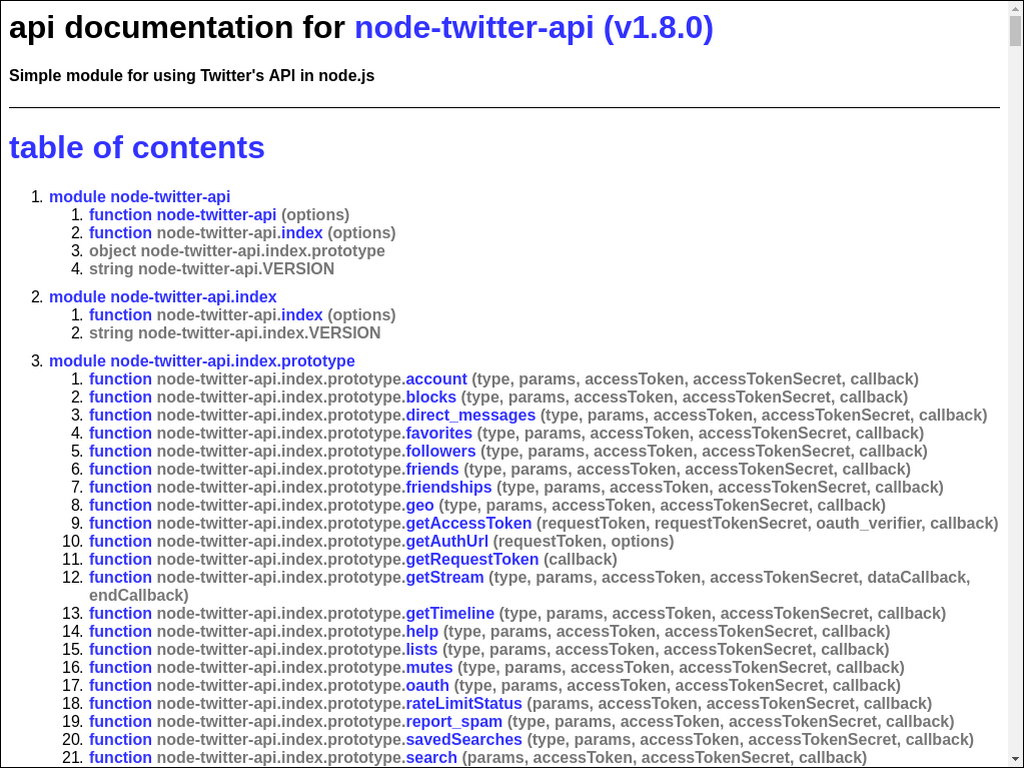 api documentation for node-twitter-api (v1.8.0)
Simple module for using Twitter's API in node.js
table of contents
1. module node-twitter-api
1. function node-twitter-api (options)
2. function node-twitter-api.index (options)
3. object node-twitter-api.index.prototype
4. string node-twitter-api.VERSION
2. module node-twitter-api.index
1. function node-twitter-api.index (options)
2. string node-twitter-api.index.VERSION
3. module node-twitter-api.index.prototype
1. function node-twitter-api.index.prototype.account (type, params, accessToken, accessTokenSecret, callback)
2. function node-twitter-api.index.prototype.blocks (type, params, accessToken, accessTokenSecret, callback)
3. function node-twitter-api.index.prototype.direct_messages (type, params, accessToken, accessTokenSecret, callback)
4. function node-twitter-api.index.prototype.favorites (type, params, accessToken, accessTokenSecret, callback)
5. function node-twitter-api.index.prototype.followers (type, params, accessToken, accessTokenSecret, callback)
6. function node-twitter-api.index.prototype.friends (type, params, accessToken, accessTokenSecret, callback)
7. function node-twitter-api.index.prototype.friendships (type, params, accessToken, accessTokenSecret, callback)
8. function node-twitter-api.index.prototype.geo (type, params, accessToken, accessTokenSecret, callback)
9. function node-twitter-api.index.prototype.getAccessToken (requestToken, requestTokenSecret, oauth_verifier, callback)
10. function node-twitter-api.index.prototype.getAuthUrl (requestToken, options)
11. function node-twitter-api.index.prototype.getRequestToken (callback)
12. function node-twitter-api.index.prototype.getStream (type, params, accessToken, accessTokenSecret, dataCallback,
endCallback)
13. function node-twitter-api.index.prototype.getTimeline (type, params, accessToken, accessTokenSecret, callback)
14. function node-twitter-api.index.prototype.help (type, params, accessToken, accessTokenSecret, callback)
15. function node-twitter-api.index.prototype.lists (type, params, accessToken, accessTokenSecret, callback)
16. function node-twitter-api.index.prototype.mutes (type, params, accessToken, accessTokenSecret, callback)
17. function node-twitter-api.index.prototype.oauth (type, params, accessToken, accessTokenSecret, callback)
18. function node-twitter-api.index.prototype.rateLimitStatus (params, accessToken, accessTokenSecret, callback)
19. function node-twitter-api.index.prototype.report_spam (type, params, accessToken, accessTokenSecret, callback)
20. function node-twitter-api.index.prototype.savedSearches (type, params, accessToken, accessTokenSecret, callback)
21. function node-twitter-api.index.prototype.search (params, accessToken, accessTokenSecret, callback)